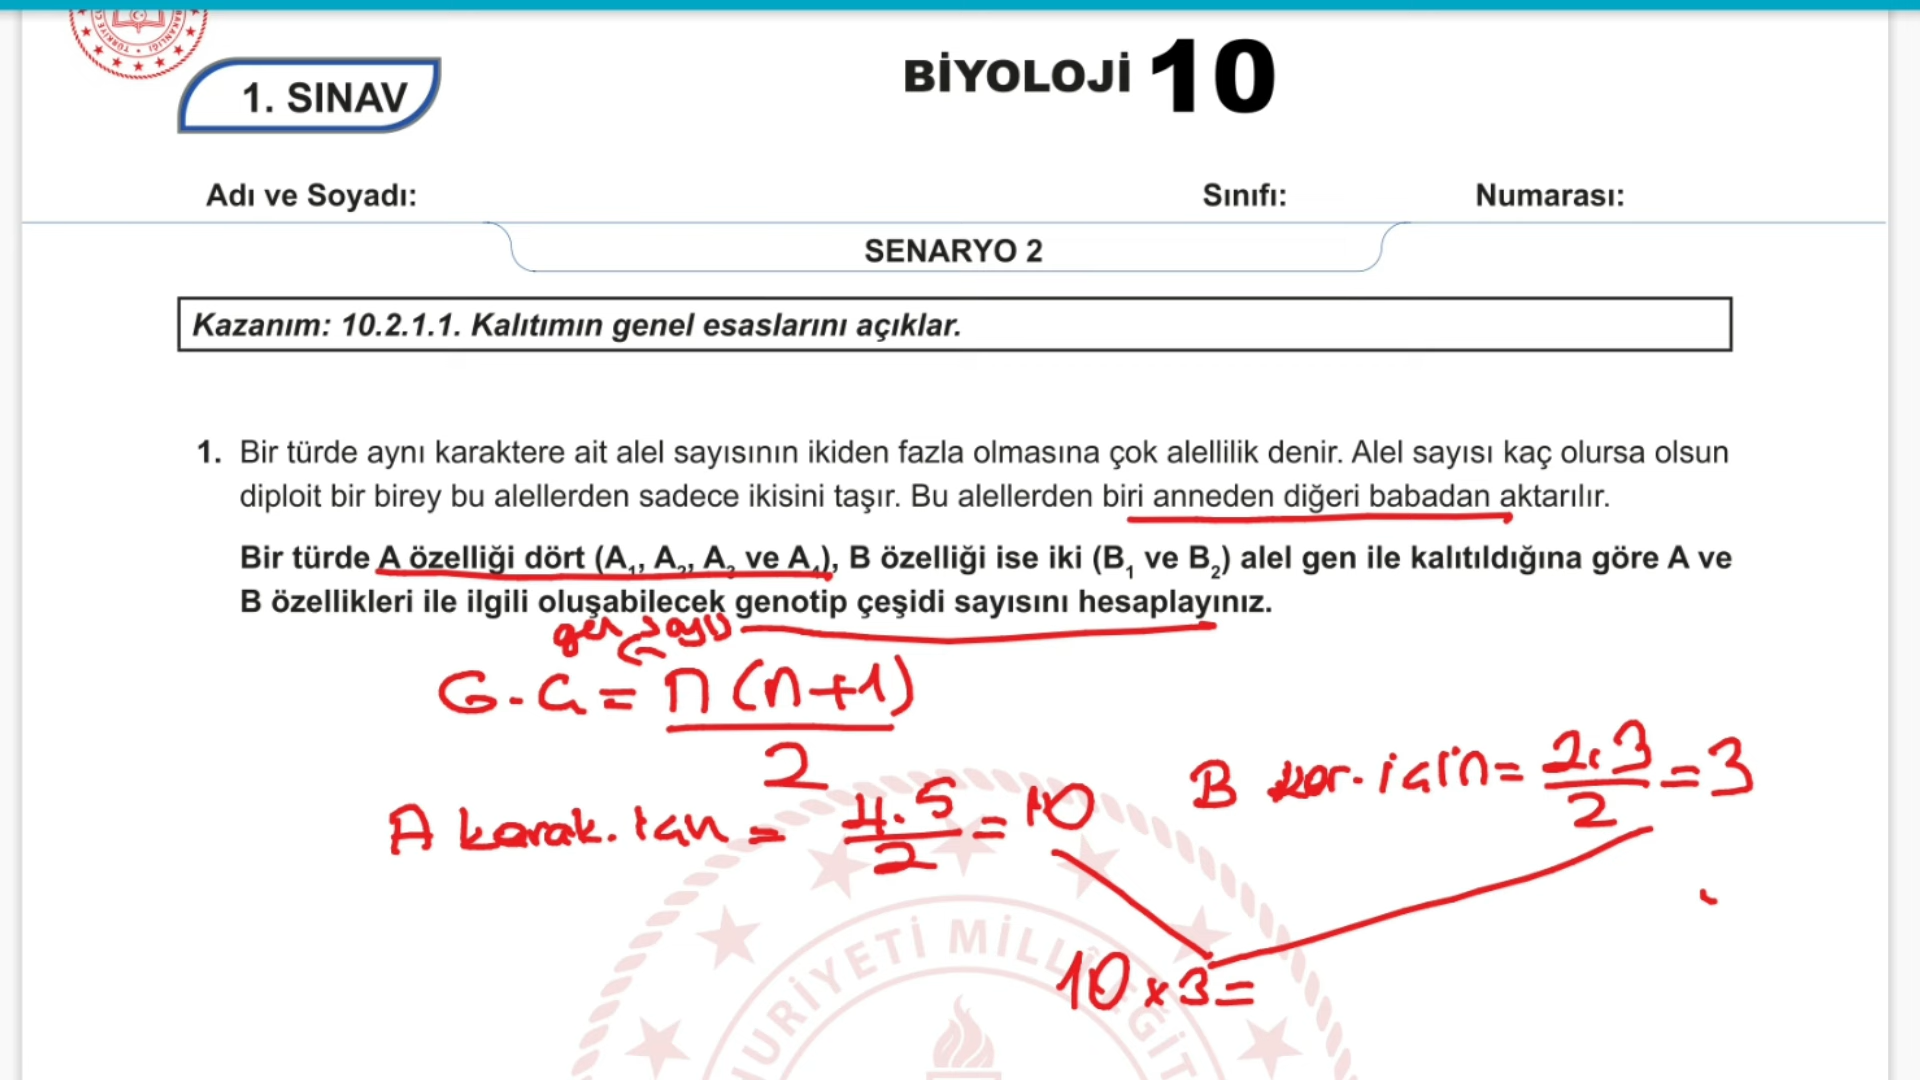 BİYOLOJİ 10
1. SINAV
Adı ve Soyadı: Sınıfı: Numarası:
SENARYO 2
Kazanım: 10.2.1.1. Kalıtımın genel esaslarını açıklar.
1. Bir türde aynı karaktere ait alel sayısının ikiden fazla olmasına çok alellilik denir. Alel sayısı kaç olursa olsun
diploit bir birey bu alellerden sadece ikisini taşır. Bu alellerden biri anneden diğeri babadan aktarılır.
Bir türde A özelliği dört (A₁, A₂, A₃ ve A₄), B özelliği ise iki (B₁ ve B₂) alel gen ile kalıtıldığına göre A ve
B özellikleri ile ilgili oluşabilecek genotip çeşidi sayısını hesaplayınız.
gen sayısı
G.Ç = n(n+1)
2
A karak. için = 4.5/2 = 10
B kar. için = 2.3/2 = 3
10 x 3 =